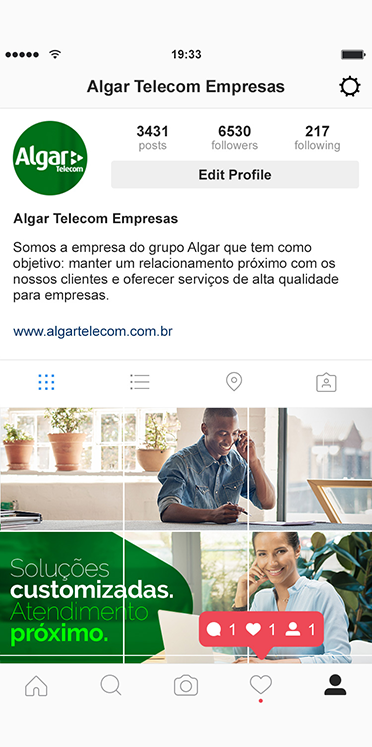 19:33
Algar Telecom Empresas
Algar
Telecom
3431 6530 217
posts followers following
Edit Profile
Algar Telecom Empresas
Somos a empresa do grupo Algar que tem como
objetivo: manter um relacionamento próximo com os
nossos clientes e oferecer serviços de alta qualidade
para empresas.
www.algartelecom.com.br
Soluções
customizadas.
Atendimento
próximo.
1 1 1